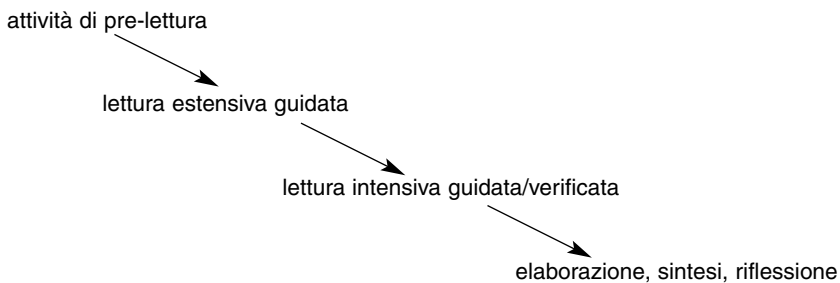 attività di pre-lettura
lettura estensiva guidata
lettura intensiva guidata/verificata
elaborazione, sintesi, riflessione